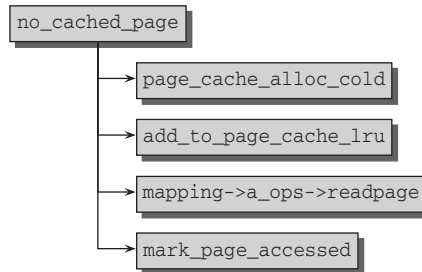 no_cached_page
page_cache_alloc_cold
add_to_page_cache_lru
mapping->a_ops->readpage
mark_page_accessed